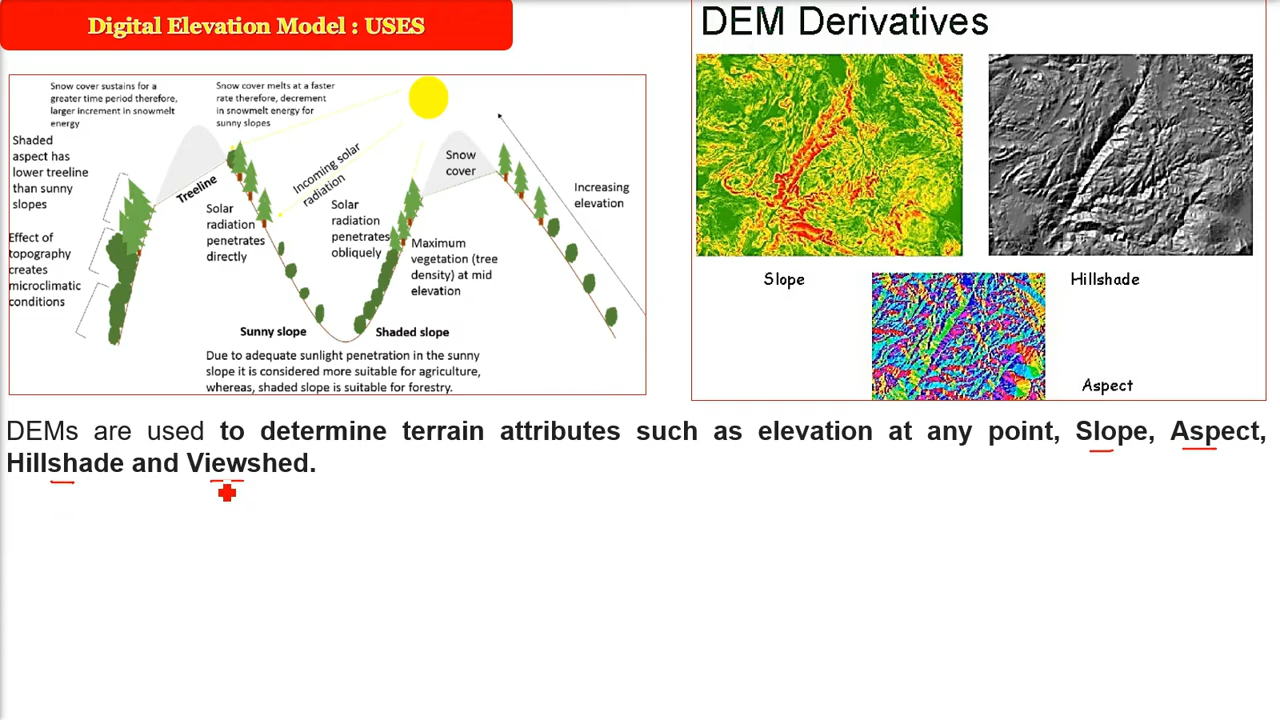 Digital Elevation Model : USES
Snow cover sustains for a
greater time period therefore,
larger increment in snowmelt
energy
Snow cover melts at a faster
rate therefore, decrement
in snowmelt energy for
sunny slopes
Shaded
aspect has
lower treeline
than sunny
slopes
Treeline
Incoming solar
radiation
Snow
cover
Increasing
elevation
Solar
radiation
penetrates
directly
Solar
radiation
penetrates
obliquely
Effect of
topography
creates
microclimatic
conditions
Maximum
vegetation (tree
density) at mid
elevation
Sunny slope
Shaded slope
Due to adequate sunlight penetration in the sunny
slope it is considered more suitable for agriculture,
whereas, shaded slope is suitable for forestry.
DEM Derivatives
Slope
Hillshade
Aspect
DEMs are used to determine terrain attributes such as elevation at any point, Slope, Aspect,
Hillshade and Viewshed.